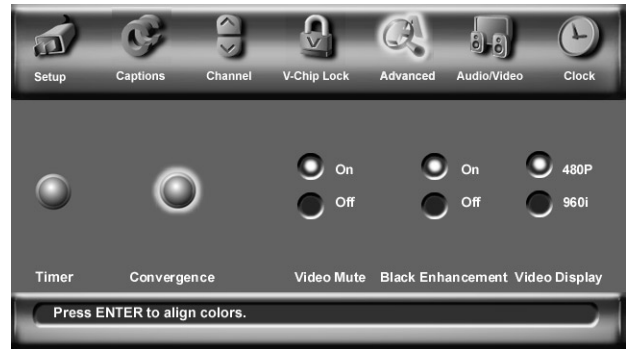 Setup Captions Channel V-Chip Lock Advanced Audio/Video Clock
On On 480P
Off Off 960i
Timer Convergence Video Mute Black Enhancement Video Display
Press ENTER to align colors.